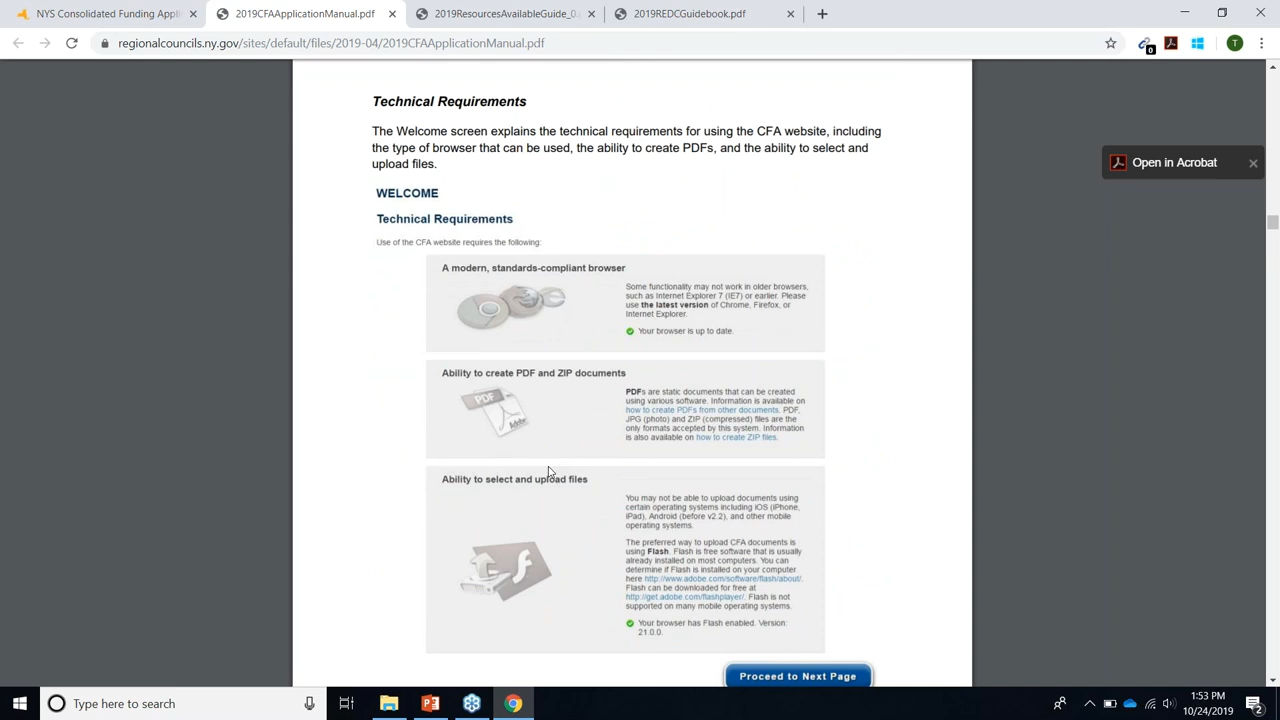 NYS Consolidated Funding Appli
2019CFAApplicationManual.pdf
2019ResourcesAvailableGuide_0
2019REDCGuidebook.pdf
regionalcouncils.ny.gov/sites/default/files/2019-04/2019CFAApplicationManual.pdf
0
T
Technical Requirements
The Welcome screen explains the technical requirements for using the CFA website, including
the type of browser that can be used, the ability to create PDFs, and the ability to select and
upload files.
Open in Acrobat
WELCOME
Technical Requirements
Use of the CFA website requires the following:
A modern, standards-compliant browser
Some functionality may not work in older browsers,
such as Internet Explorer 7 (IE7) or earlier. Please
use the latest version of Chrome, Firefox, or
Internet Explorer.
Your browser is up to date.
Ability to create PDF and ZIP documents
PDF
Adobe
PDFs are static documents that can be created
using various software. Information is available on
how to create PDFs from other documents. PDF,
JPG (photo) and ZIP (compressed) files are the
only formats accepted by this system. Information
is also available on how to create ZIP files.
Ability to select and upload files
You may not be able to upload documents using
certain operating systems including iOS (iPhone,
iPad), Android (before v2.2), and other mobile
operating systems.
The preferred way to upload CFA documents is
using Flash. Flash is free software that is usually
already installed on most computers. You can
determine if Flash is installed on your computer
here http://www.adobe.com/software/flash/about/.
Flash can be downloaded for free at
http://get.adobe.com/flashplayer/. Flash is not
supported on many mobile operating systems.
Your browser has Flash enabled. Version:
21.0.0.
Proceed to Next Page
Type here to search
1:53 PM
10/24/2019
2